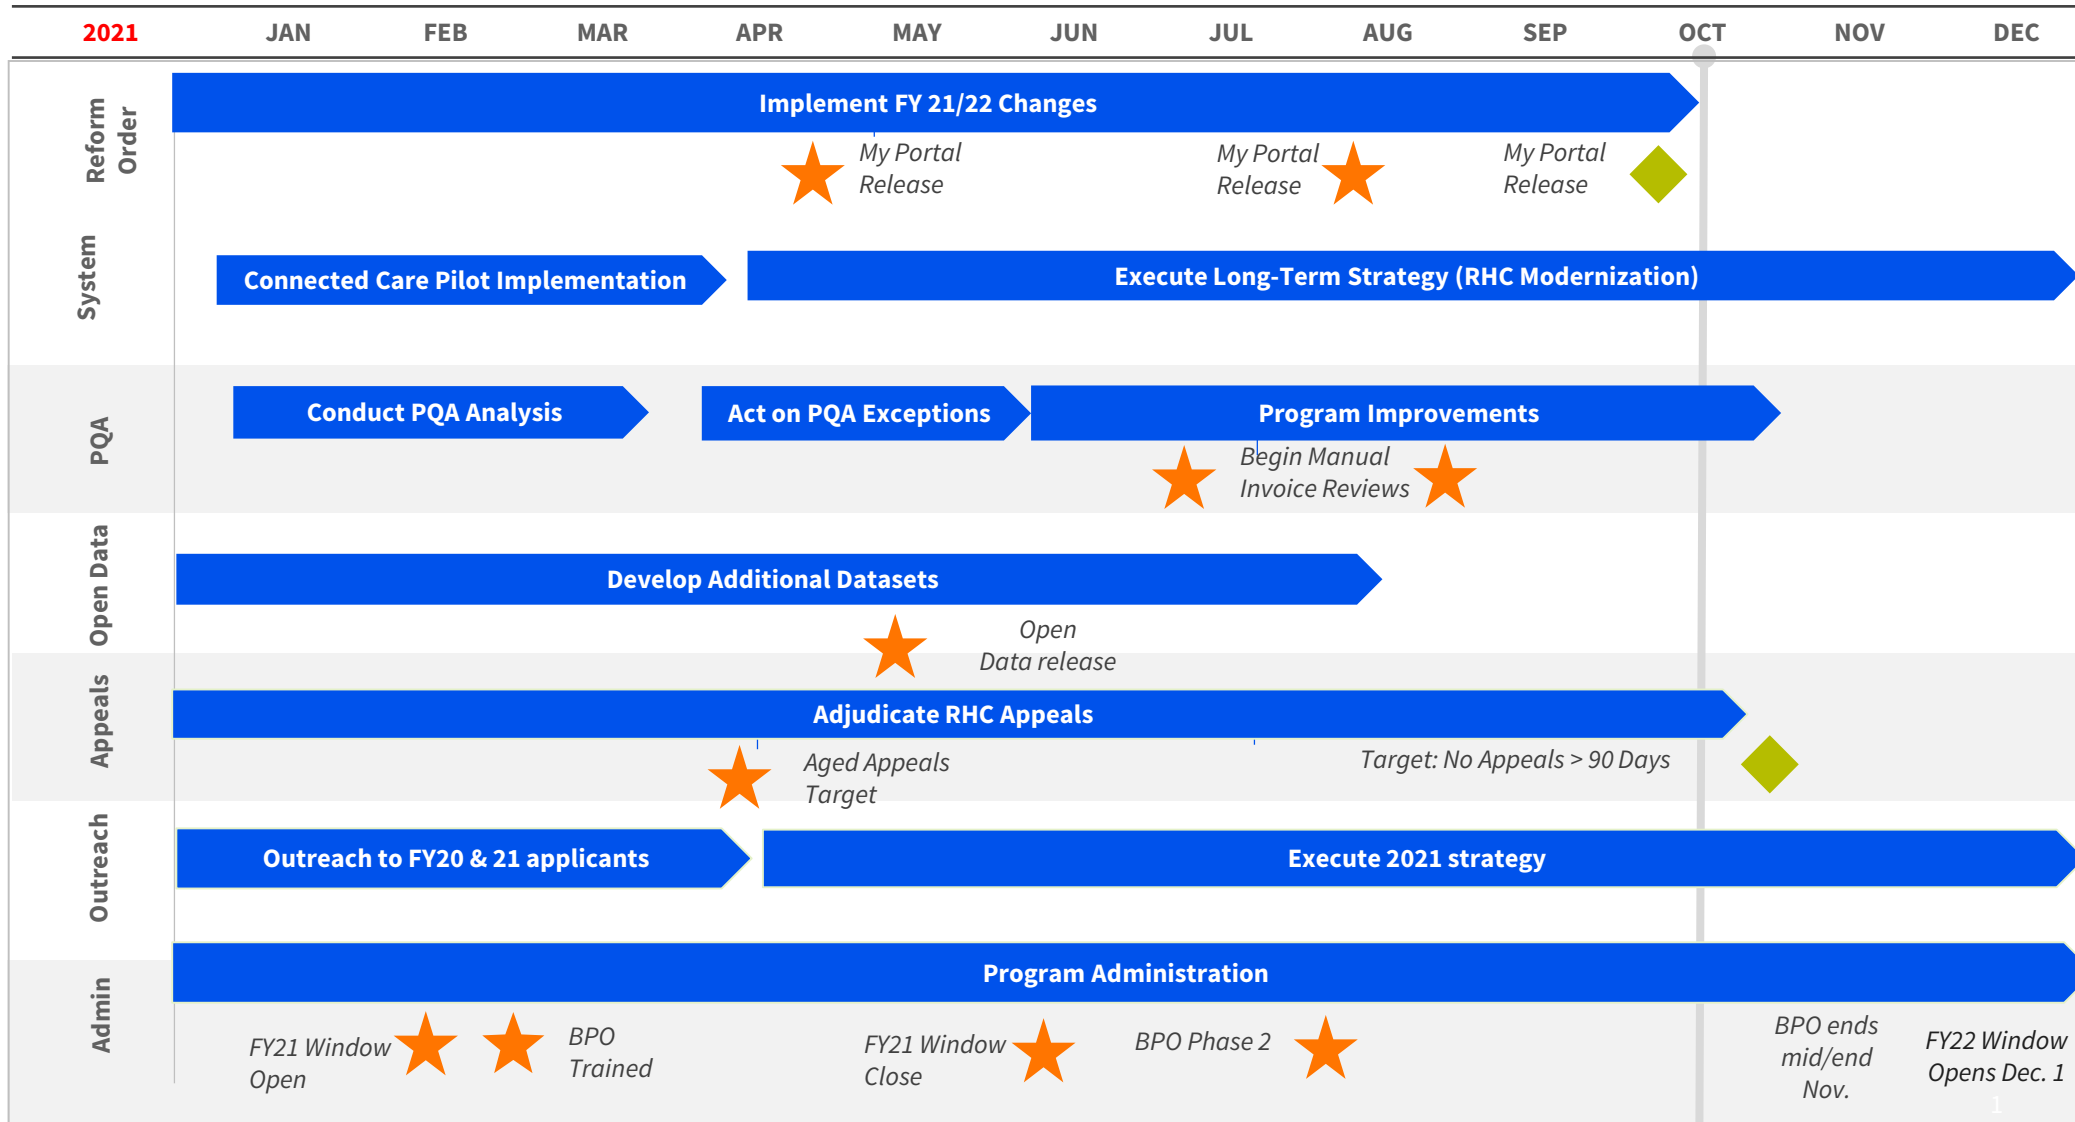 2021 JAN FEB MAR APR MAY JUN JUL AUG SEP OCT NOV DEC
Reform
Order
Implement FY 21/22 Changes
My Portal
Release
My Portal
Release
My Portal
Release
System
Connected Care Pilot Implementation
Execute Long-Term Strategy (RHC Modernization)
PQA
Conduct PQA Analysis
Act on PQA Exceptions
Program Improvements
Begin Manual
Invoice Reviews
Open Data
Develop Additional Datasets
Open
Data release
Appeals
Adjudicate RHC Appeals
Aged Appeals
Target
Target: No Appeals > 90 Days
Outreach
Outreach to FY20 & 21 applicants
Execute 2021 strategy
Admin
Program Administration
FY21 Window
Open
BPO
Trained
FY21 Window
Close
BPO Phase 2
BPO ends
mid/end
Nov.
FY22 Window
Opens Dec. 1
1